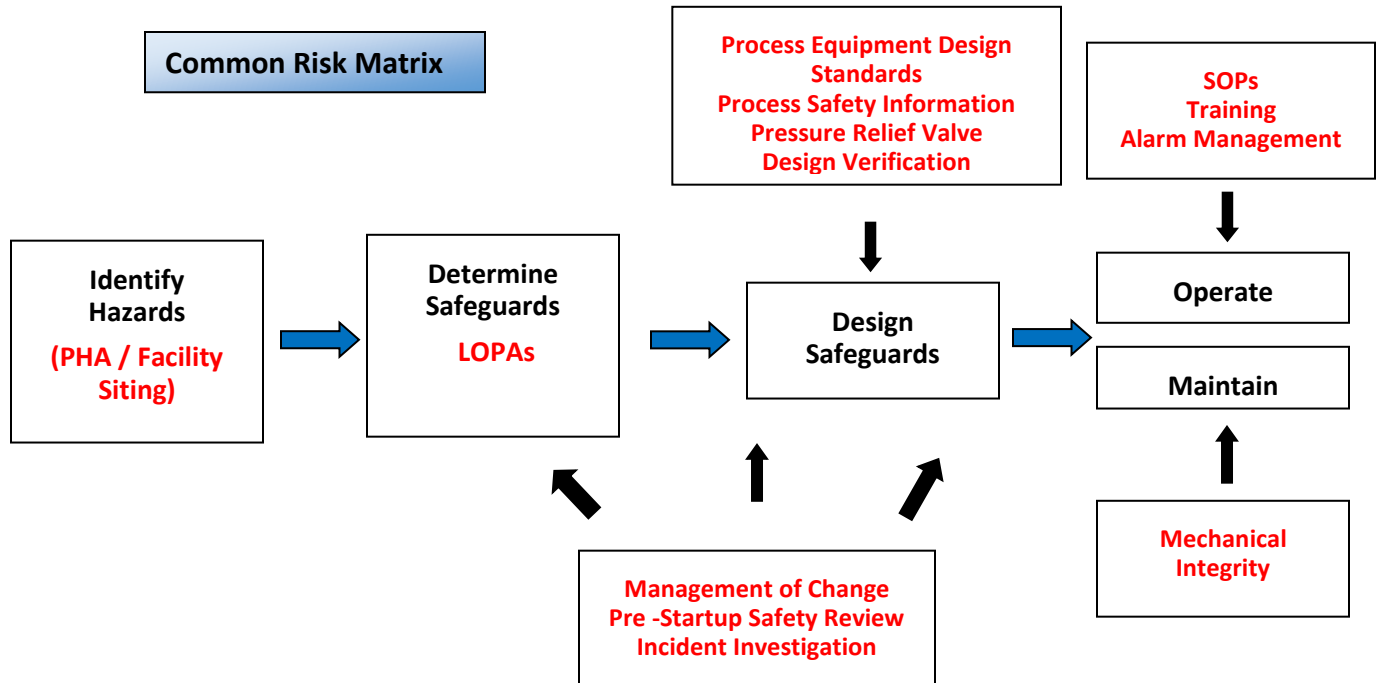 Common Risk Matrix
Process Equipment Design
Standards
Process Safety Information
Pressure Relief Valve
Design Verification
SOPs
Training
Alarm Management
Identify
Hazards
(PHA / Facility
Siting)
Determine
Safeguards
LOPAs
Design
Safeguards
Operate
Maintain
Management of Change
Pre -Startup Safety Review
Incident Investigation
Mechanical
Integrity